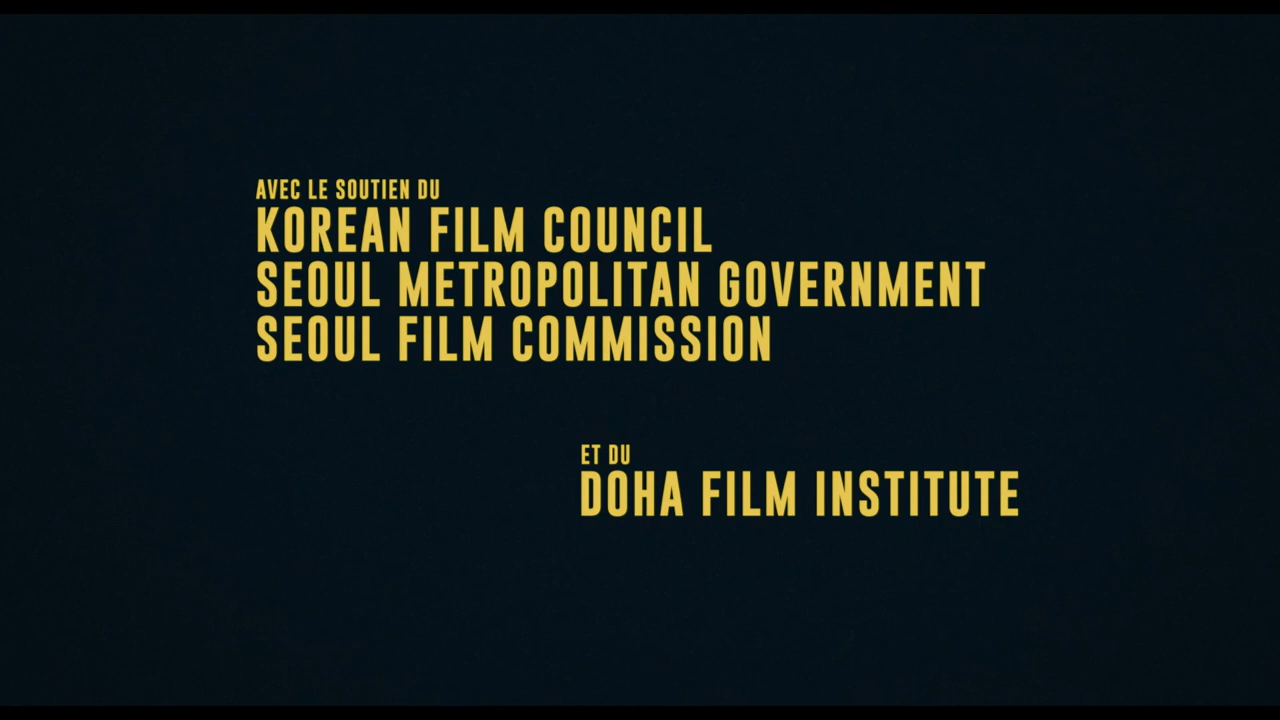 AVEC LE SOUTIEN DU
KOREAN FILM COUNCIL
SEOUL METROPOLITAN GOVERNMENT
SEOUL FILM COMMISSION
ET DU
DOHA FILM INSTITUTE